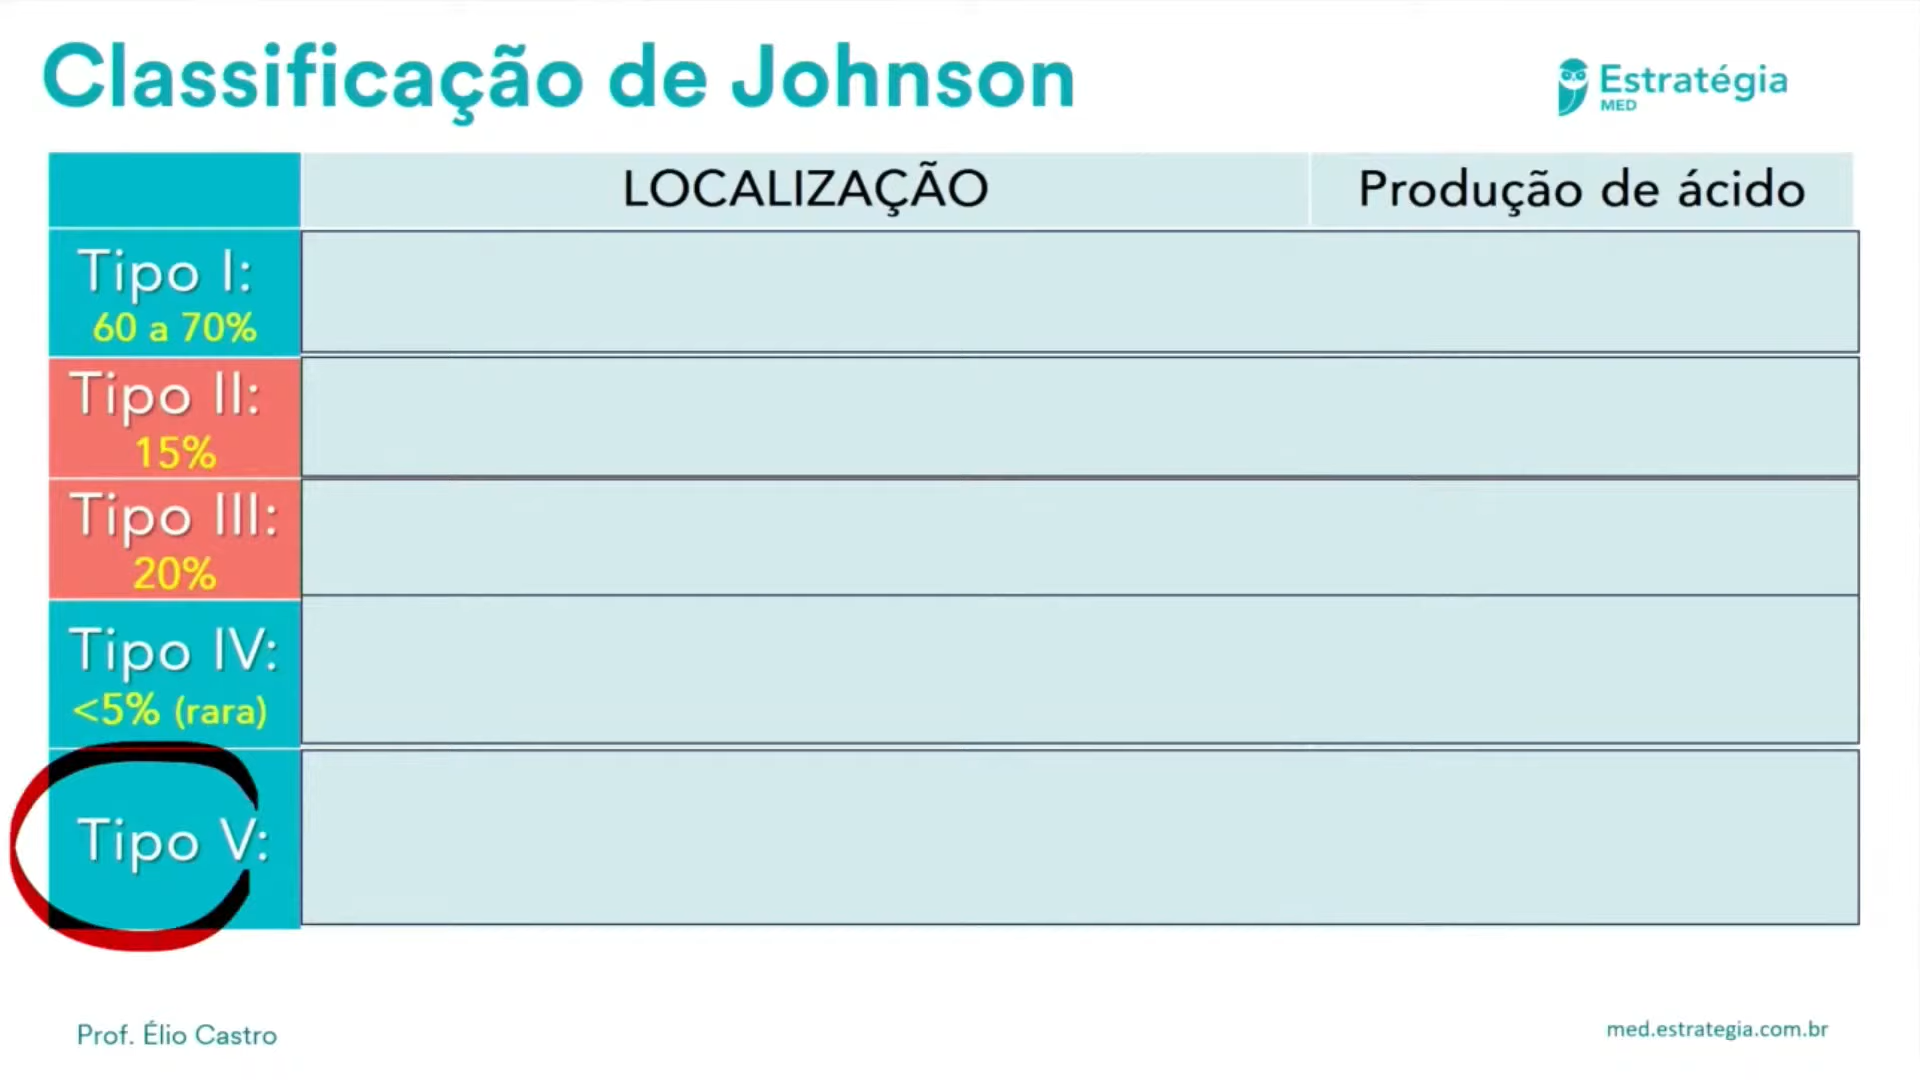 Classificação de Johnson
Estratégia
MED
LOCALIZAÇÃO
Produção de ácido
Tipo I:
60 a 70%
Tipo II:
15%
Tipo III:
20%
Tipo IV:
<5% (rara)
Tipo V:
Prof. Élio Castro
med.estrategia.com.br